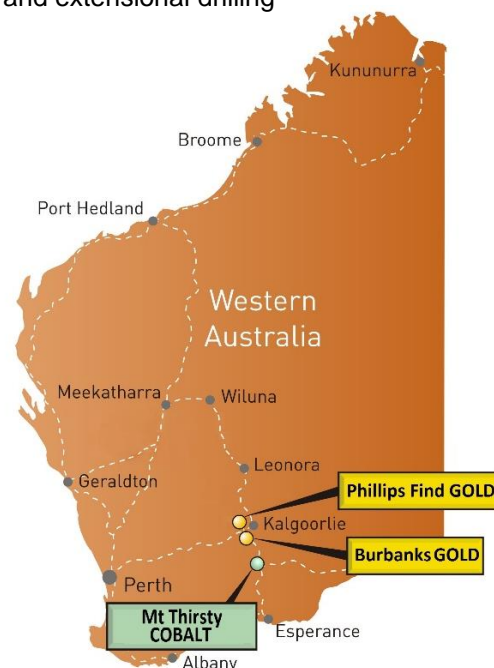 and extensional drilling
Kununurra
Broome
Port Hedland
Western
Australia
Meekatharra
Wiluna
Leonora
Geraldton
Phillips Find GOLD
Kalgoorlie
Burbanks GOLD
Perth
Mt Thirsty
COBALT
Esperance
Albany